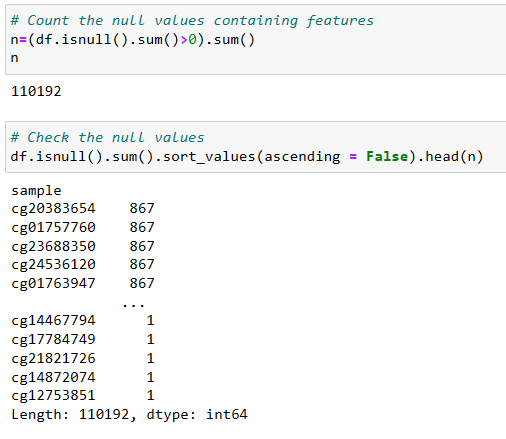 # Count the null values containing features
n=(df.isnull().sum()>0).sum()
n
110192
# Check the null values
df.isnull().sum().sort_values(ascending = False).head(n)
sample
cg20383654    867
cg01757760    867
cg23688350    867
cg24536120    867
cg01763947    867
...
cg14467794      1
cg17784749      1
cg21821726      1
cg14872074      1
cg12753851      1
Length: 110192, dtype: int64